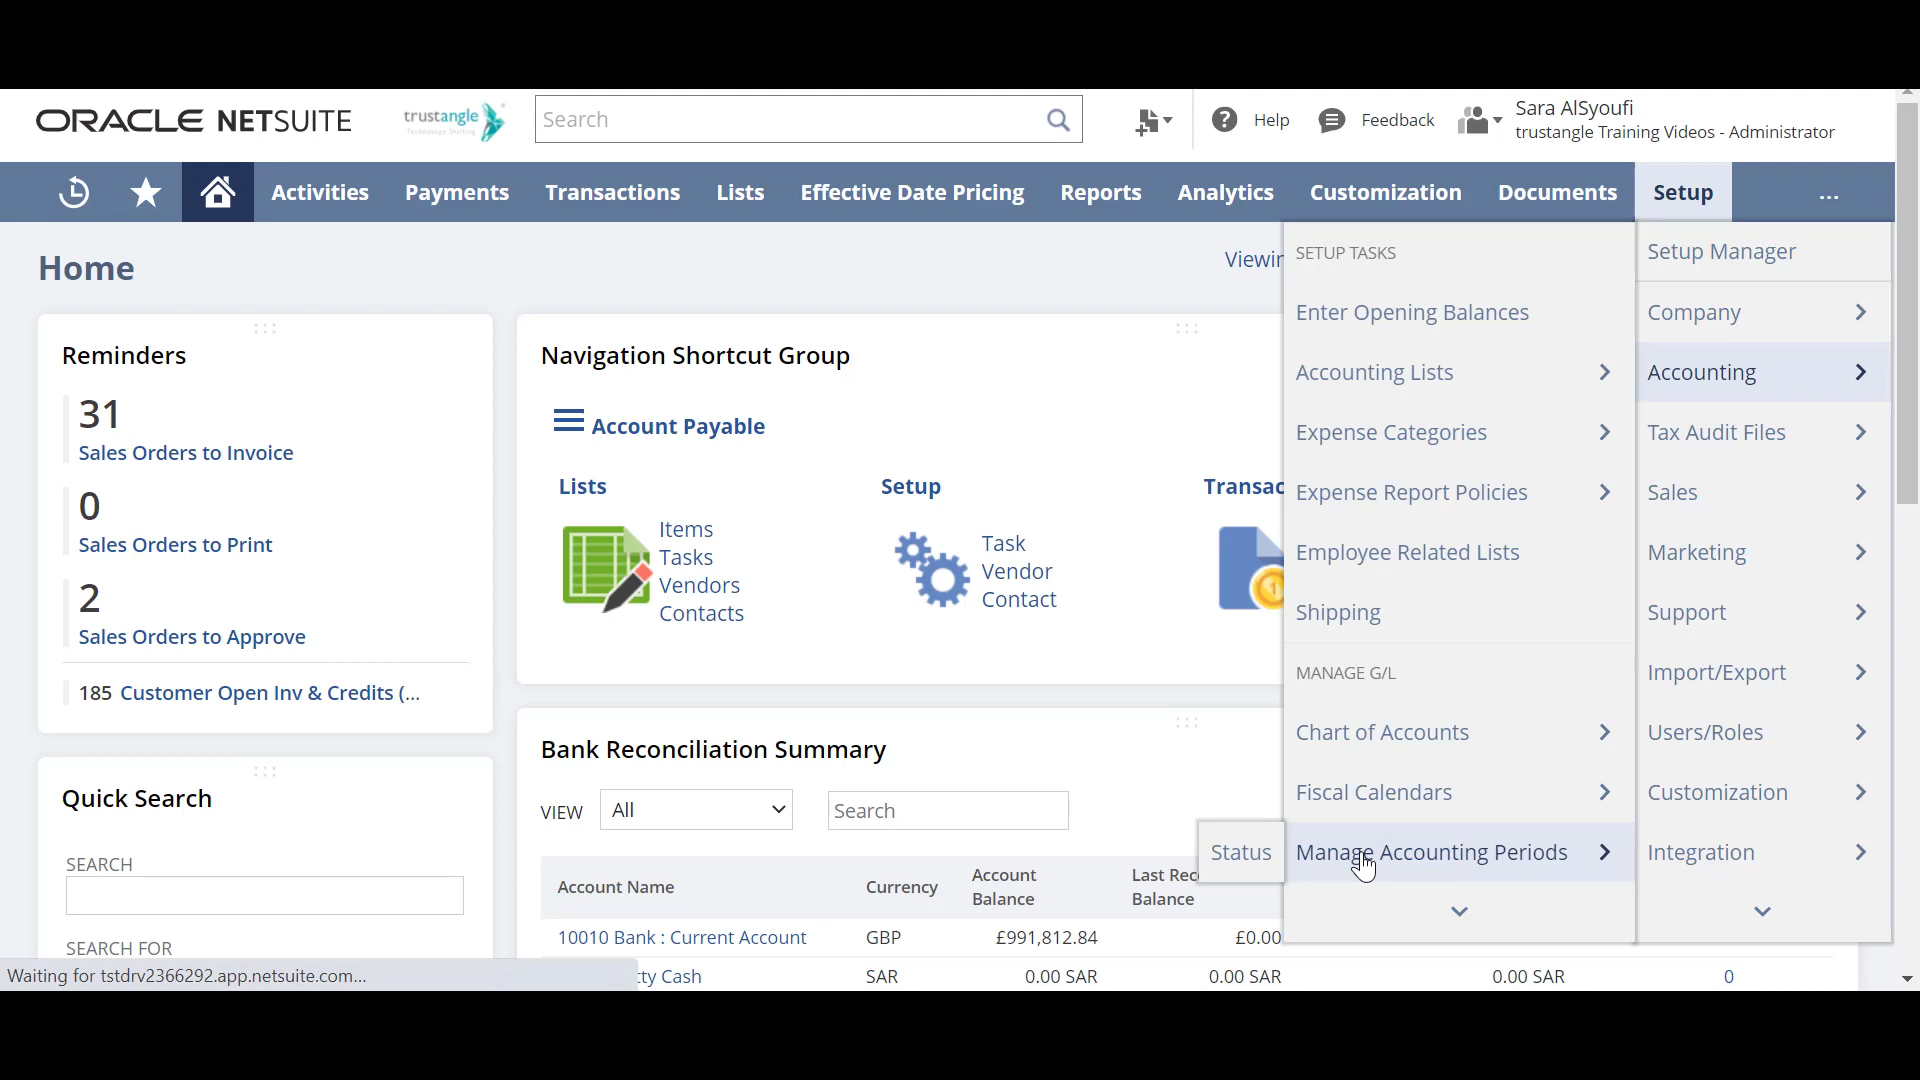 ORACLE NETSUITE
trustangle
Technology Shifting
Search
Help
Feedback
Sara AlSyoufi
trustangle Training Videos - Administrator
Activities
Payments
Transactions
Lists
Effective Date Pricing
Reports
Analytics
Customization
Documents
Setup
...
Home
Viewin
Reminders
31
Sales Orders to Invoice
0
Sales Orders to Print
2
Sales Orders to Approve
185 Customer Open Inv & Credits (...
Quick Search
SEARCH
SEARCH FOR
Navigation Shortcut Group
Account Payable
Lists
Items
Tasks
Vendors
Contacts
Setup
Task
Vendor
Contact
Transac
Bank Reconciliation Summary
VIEW
All
Search
Account Name
Currency
Account Balance
Last Rec
Balance
10010 Bank : Current Account
GBP
£991,812.84
£0.00
ty Cash
SAR
0.00 SAR
0.00 SAR
0.00 SAR
0
SETUP TASKS
Enter Opening Balances
Accounting Lists
Expense Categories
Expense Report Policies
Employee Related Lists
Shipping
MANAGE G/L
Chart of Accounts
Fiscal Calendars
Manage Accounting Periods
Status
Setup Manager
Company
Accounting
Tax Audit Files
Sales
Marketing
Support
Import/Export
Users/Roles
Customization
Integration
Waiting for tstdrv2366292.app.netsuite.com...